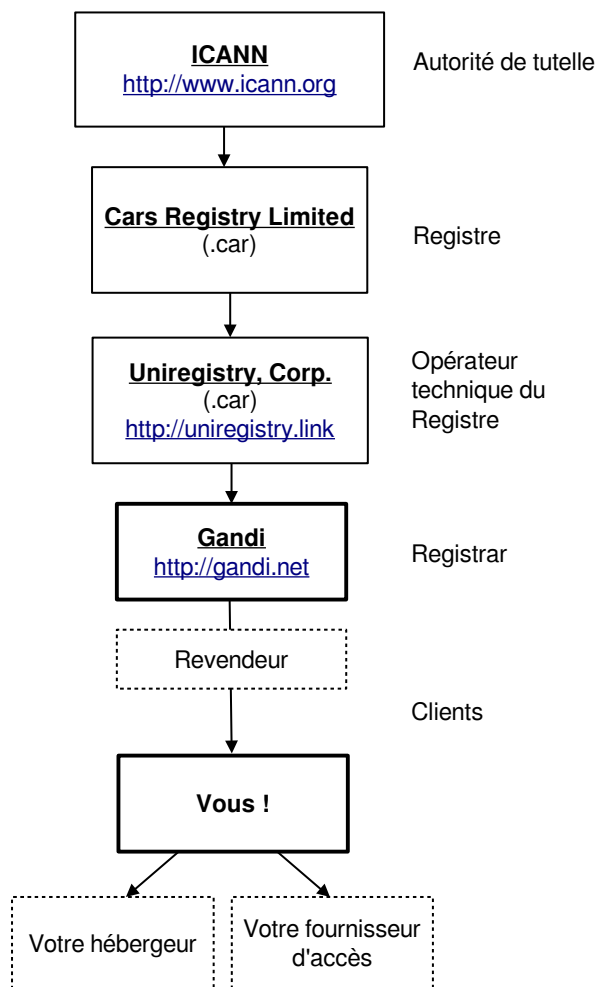 ICANN
http://www.icann.org
Autorité de tutelle
Cars Registry Limited
(.car)
Registre
Uniregistry, Corp.
(.car)
http://uniregistry.link
Opérateur
technique du
Registre
Gandi
http://gandi.net
Registrar
Revendeur
Clients
Vous !
Votre hébergeur
Votre fournisseur
d'accès